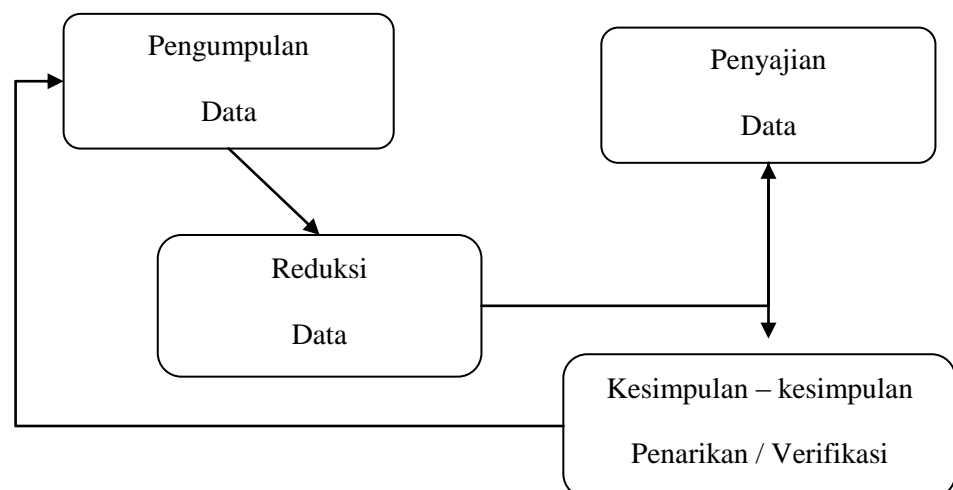 Pengumpulan
Data
Penyajian
Data
Reduksi
Data
Kesimpulan – kesimpulan
Penarikan / Verifikasi